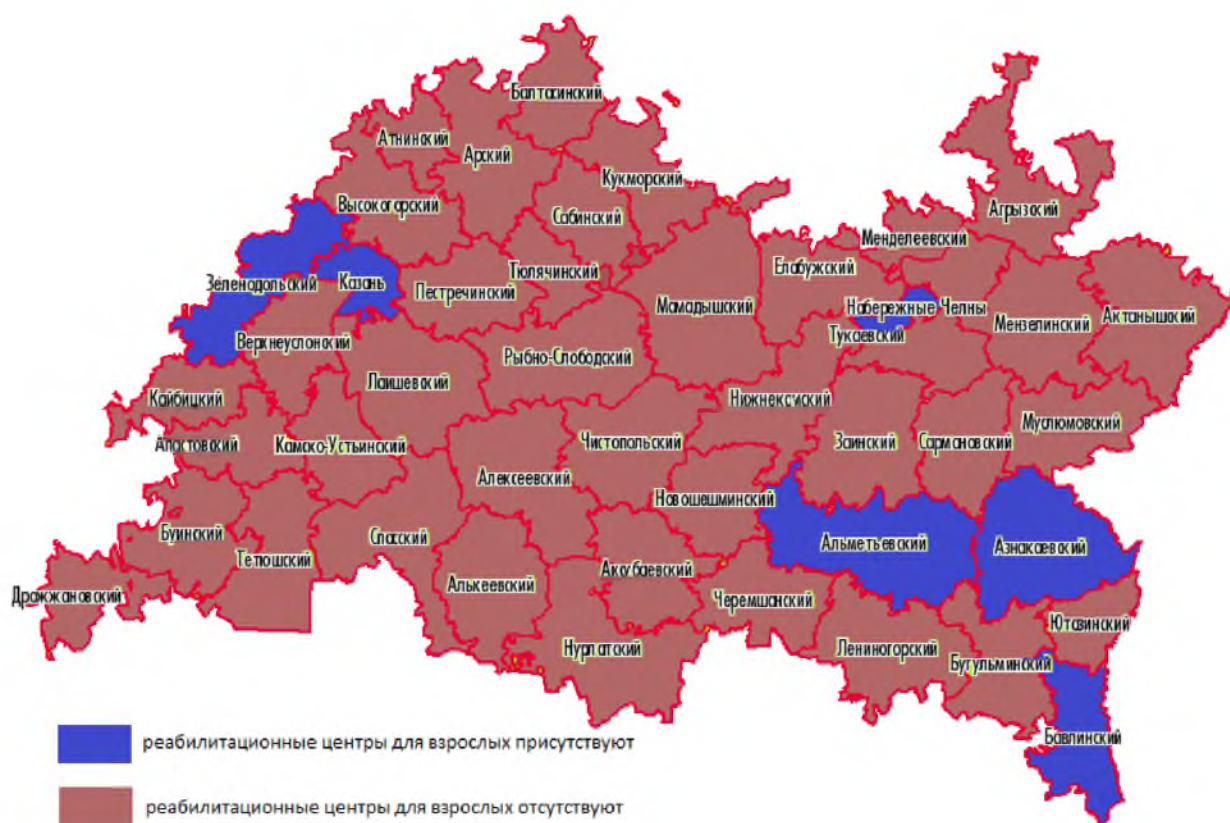 Балтасинский
Атнинский
Арский
Кукморский
Высокогорский
Сабинский
Агрызский
Менделеевский
Тюлячинский
Елабужский
Зеленодольский
Казань
Пестречинский
Мамадышский
Набережные Челны
Мензелинский
Актанышский
Тукаевский
Верхнеуслонский
Рыбно-Слободский
Лаишевский
Кайбицкий
Нижнекамский
Муслюмовский
Апастовский
Камско-Устьинский
Чистопольский
Заинский
Сармановский
Алексеевский
Новошешминский
Буинский
Спасский
Альметьевский
Азнакаевский
Тетюшский
Аксубаевский
Алькеевский
Дрожжановский
Черемшанский
Ютазинский
Нурлатский
Лениногорский
Бугульминский
Бавлинский
реабилитационные центры для взрослых присутствуют
реабилитационные центры для взрослых отсутствуют